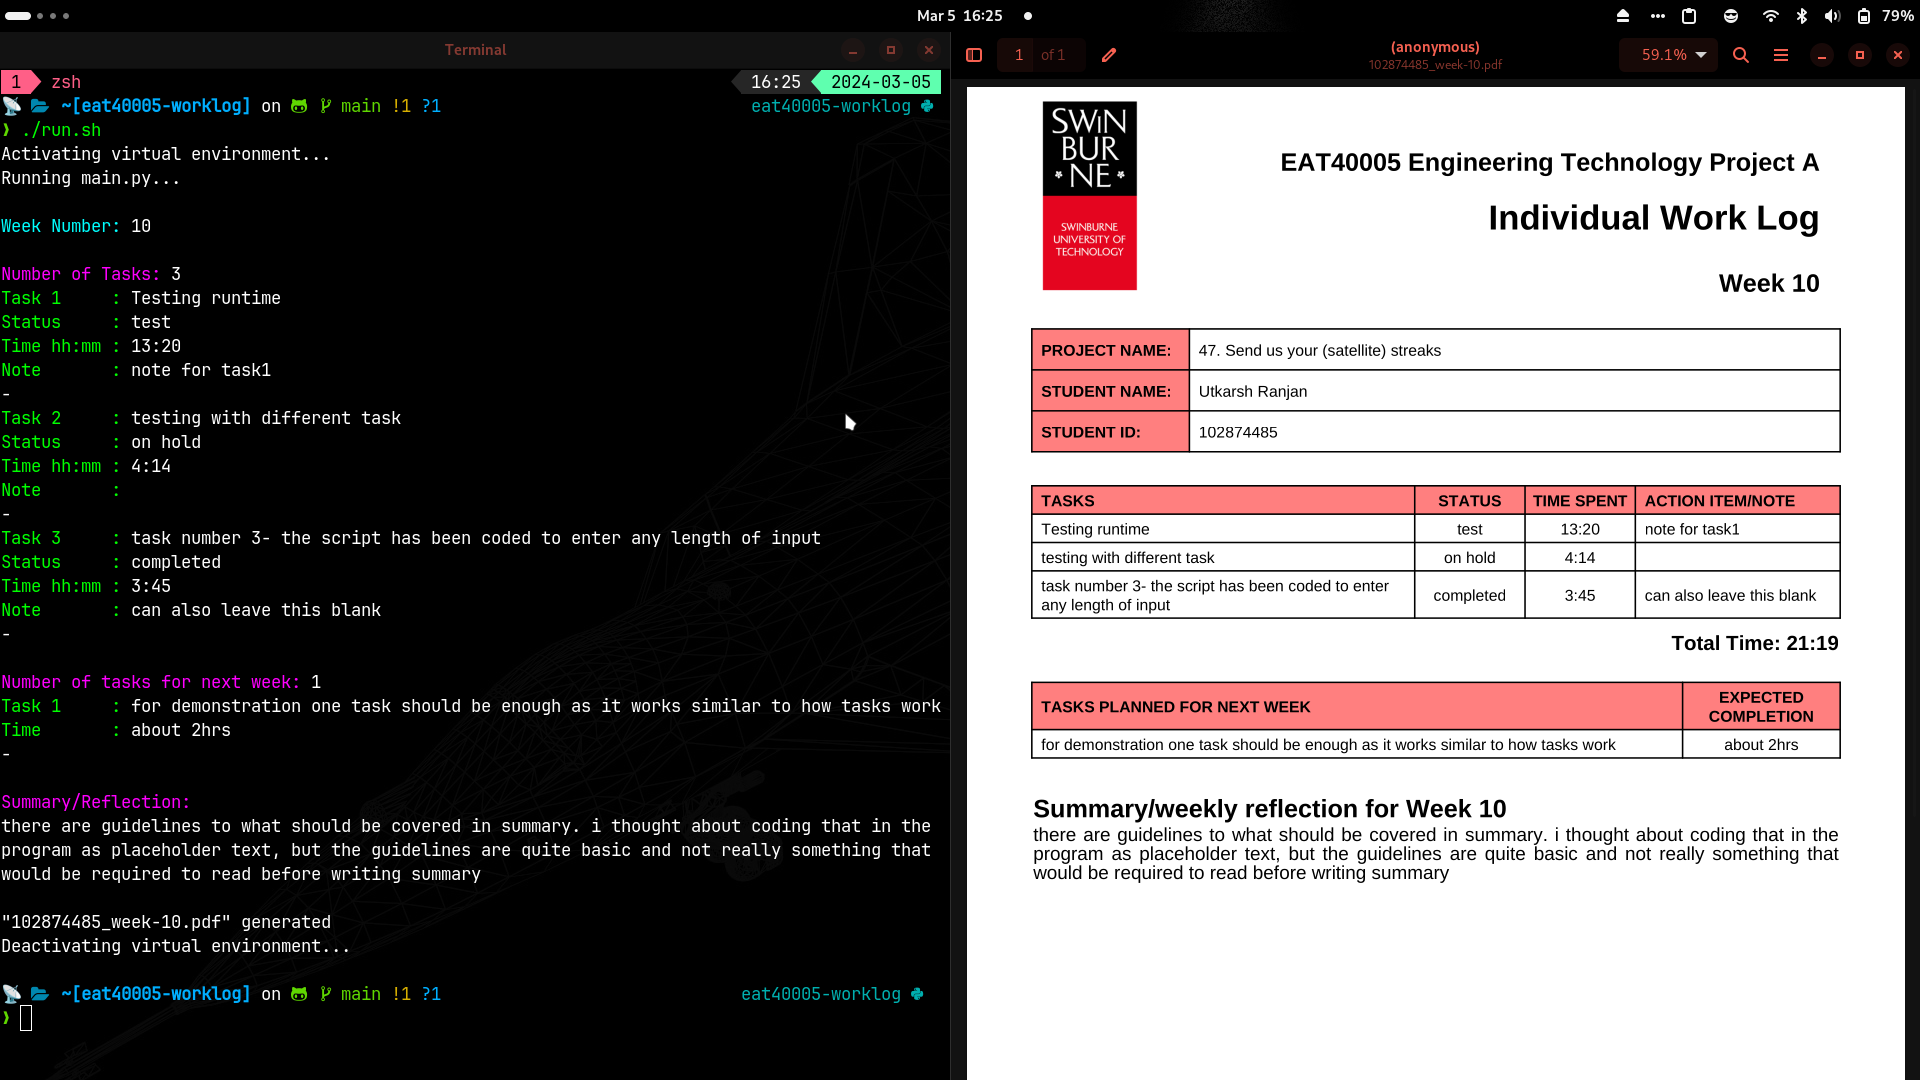 Mar 5 16:25
79%
Terminal
1 zsh
16:25 2024-03-05
~[eat40005-worklog] on main !1 ?1
eat40005-worklog
❯ ./run.sh
Activating virtual environment...
Running main.py...
Week Number: 10
Number of Tasks: 3
Task 1 : Testing runtime
Status : test
Time hh:mm : 13:20
Note : note for task1
-
Task 2 : testing with different task
Status : on hold
Time hh:mm : 4:14
Note :
-
Task 3 : task number 3- the script has been coded to enter any length of input
Status : completed
Time hh:mm : 3:45
Note : can also leave this blank
-
Number of tasks for next week: 1
Task 1 : for demonstration one task should be enough as it works similar to how tasks work
Time : about 2hrs
-
Summary/Reflection:
there are guidelines to what should be covered in summary. i thought about coding that in the
program as placeholder text, but the guidelines are quite basic and not really something that
would be required to read before writing summary
"102874485_week-10.pdf" generated
Deactivating virtual environment...
~[eat40005-worklog] on main !1 ?1
eat40005-worklog
❯
1 of 1
(anonymous)
102874485_week-10.pdf
59.1%
SWIN
BUR
NE
SWINBURNE
UNIVERSITY OF
TECHNOLOGY
EAT40005 Engineering Technology Project A
Individual Work Log
Week 10
PROJECT NAME: 47. Send us your (satellite) streaks
STUDENT NAME: Utkarsh Ranjan
STUDENT ID: 102874485
TASKS STATUS TIME SPENT ACTION ITEM/NOTE
Testing runtime test 13:20 note for task1
testing with different task on hold 4:14
task number 3- the script has been coded to enter
any length of input
completed 3:45 can also leave this blank
Total Time: 21:19
TASKS PLANNED FOR NEXT WEEK
EXPECTED
COMPLETION
for demonstration one task should be enough as it works similar to how tasks work about 2hrs
Summary/weekly reflection for Week 10
there are guidelines to what should be covered in summary. i thought about coding that in the
program as placeholder text, but the guidelines are quite basic and not really something that
would be required to read before writing summary